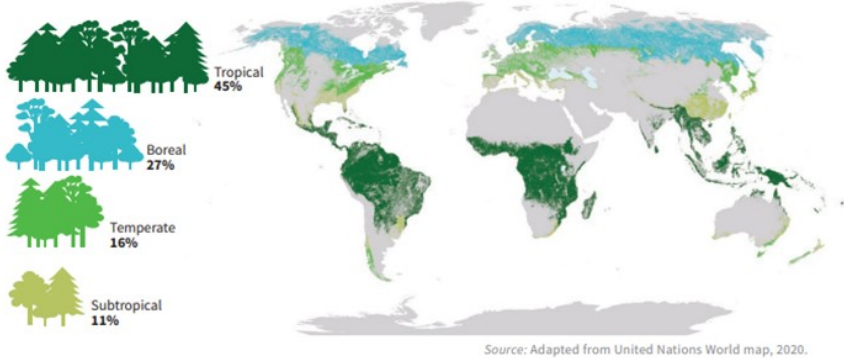 Tropical
45%
Boreal
27%
Temperate
16%
Subtropical
11%
Source: Adapted from United Nations World map, 2020.